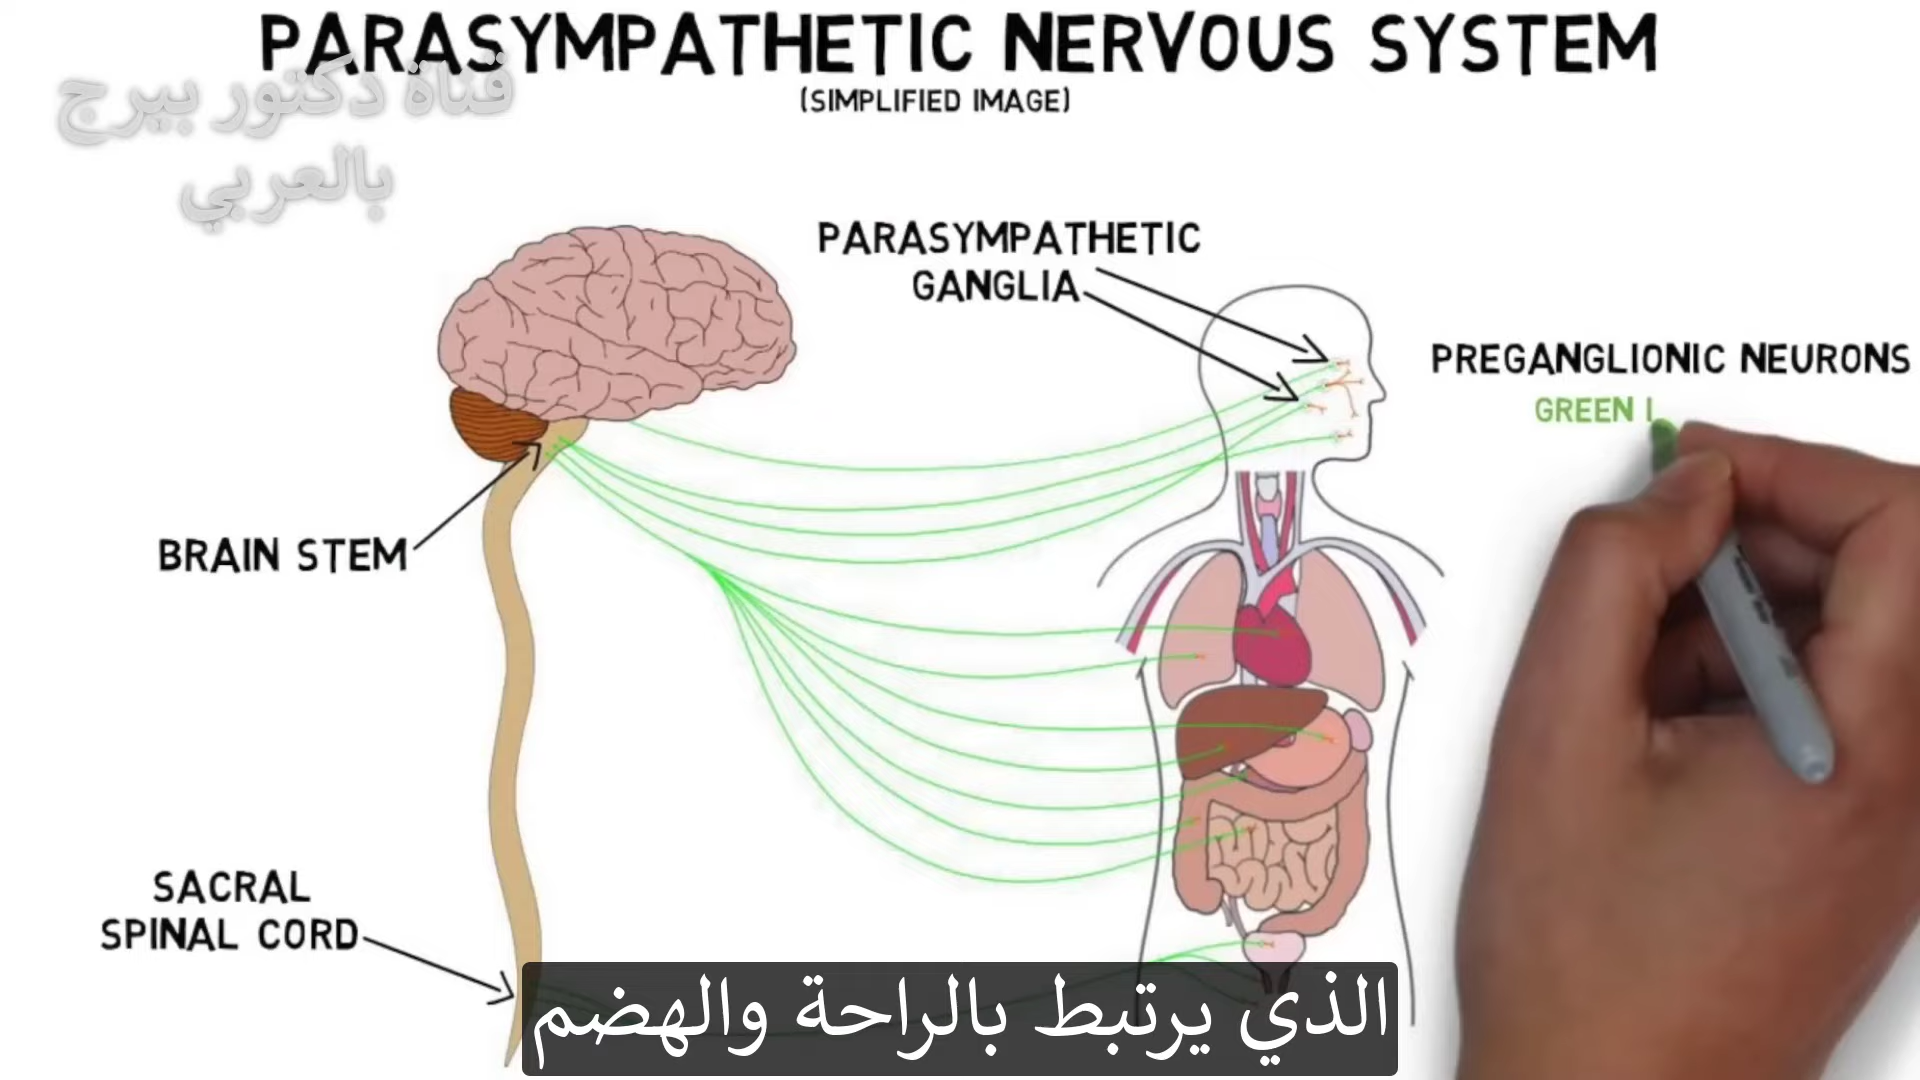 PARASYMPATHETIC NERVOUS SYSTEM
(SIMPLIFIED IMAGE)
قناة دكتور بيرج
بالعربي
PARASYMPATHETIC
GANGLIA
PREGANGLIONIC NEURONS
GREEN
BRAIN STEM
SACRAL
SPINAL CORD
الذي يرتبط بالراحة والهضم